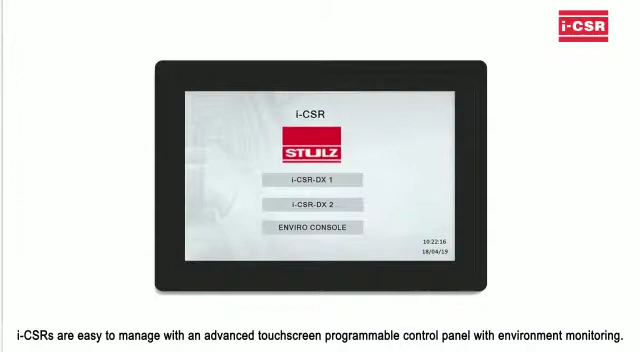 i-CSR
i-CSR
STULZ
i-CSR-DX 1
i-CSR-DX 2
ENVIRO CONSOLE
10:22:16
18/04/19
i-CSRs are easy to manage with an advanced touchscreen programmable control panel with environment monitoring.